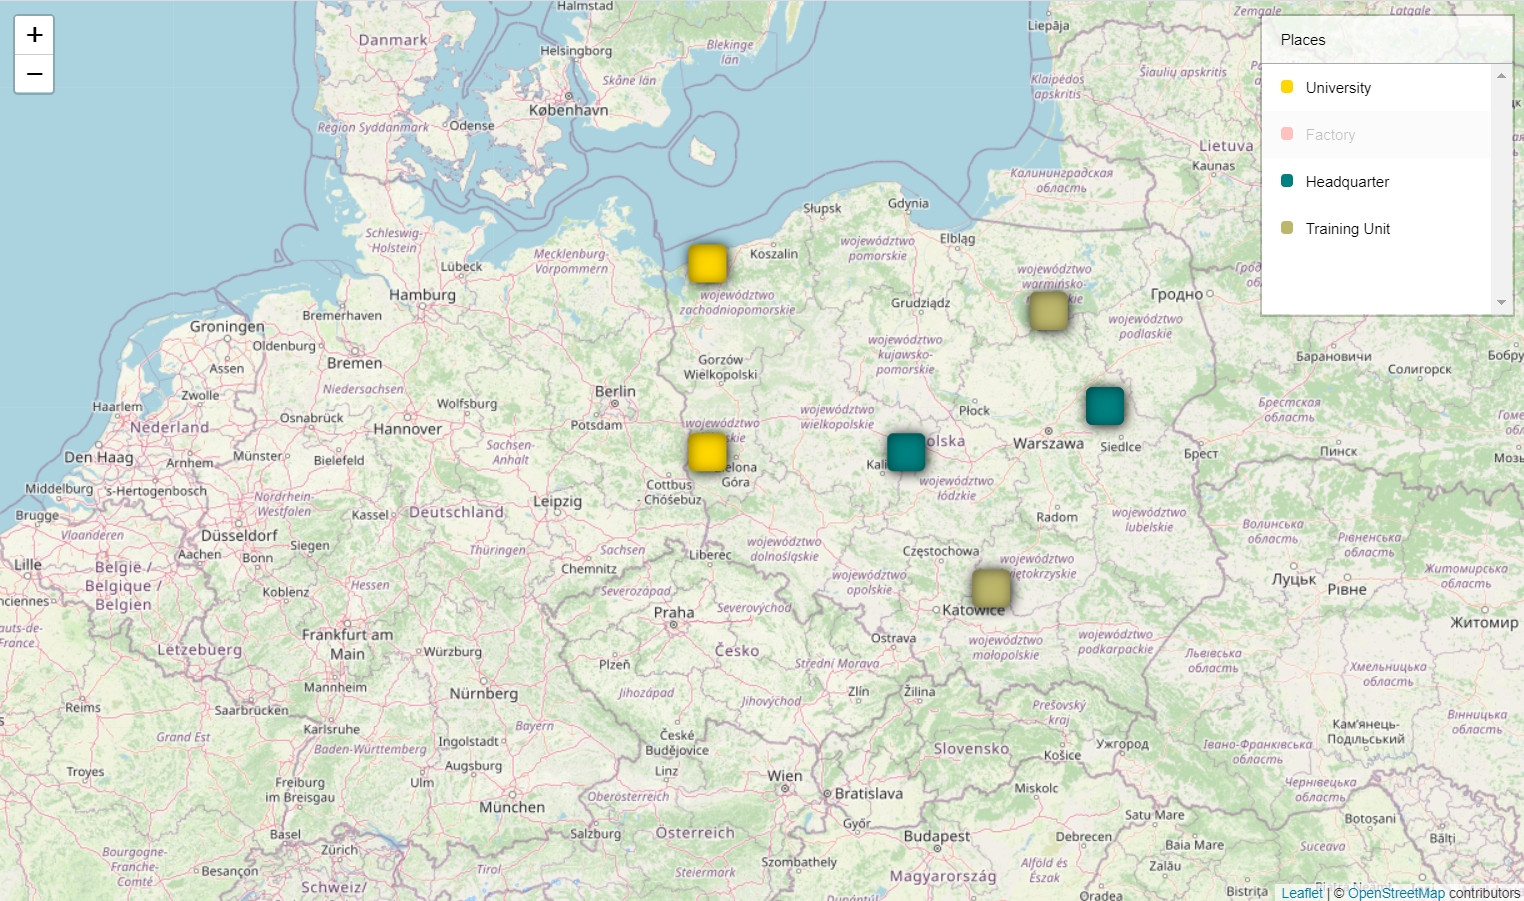 +
−
Places
University
Factory
Headquarter
Training Unit
Halmstad
Liepāja
Zemgale
Latgale
Danmark
Helsingborg
Blekinge
län
Skåne län
Klaipėdos
apskritis
Šiaulių apskritis
København
Odense
Region Syddanmark
Lietuva
Kaunas
Калининградская
область
Słupsk
Gdynia
Schleswig-
Holstein
Mecklenburg-
Vorpommern
Koszalin
województwo
pomorskie
Elbląg
Lübeck
Hamburg
województwo
zachodniopomorskie
województwo
warmińsko-
Гродно
Bremerhaven
Grudziądz
województwo
podlaskie
Groningen
Oldenburg
Bremen
Assen
województwo
kujawsko-
pomorskie
Gorzów
Wielkopolski
Барановичи
Солигорск
Бобру
Zwolle
Niedersachsen
Berlin
Haarlem
Wolfsburg
Osnabrück
Hannover
Potsdam
województwo
wielkopolskie
Płock
Брестская
область
Nederland
województwo
Polska
Warszawa
Siedlce
Брест
Пинск
Den Haag
Arnhem
Münster
Bielefeld
Sachsen-
Anhalt
Góra
Cottbus
- Chóśebuz
województwo
łódzkie
Middelburg
's-Hertogenbosch
Nordrhein-
Westfalen
Leipzig
Brugge
Vlaanderen
Kassel
Deutschland
Radom
województwo
lubelskie
Волинська
область
Рівненська
область
Düsseldorf
Siegen
Aachen
Bonn
Thüringen
Sachsen
Liberec
województwo
dolnośląskie
Częstochowa
województwo
Lille
België /
Belgique /
Belgien
Chemnitz
Hessen
Koblenz
Severozápad
Severovýchod
województwo
opolskie
Луцьк
Рівне
Житомирська
область
Praha
Katowice
Житомир
Frankfurt am
Main
Letzebuerg
Würzburg
Plzeň
Česko
Ostrava
Střední Morava
województwo
małopolskie
województwo
podkarpackie
Львівська
область
Хмельницька
область
Mannheim
Nürnberg
Jihozápad
Jihovýchod
Zlín
Žilina
Reims
Saarbrücken
Prešovský
kraj
Вінницька
область
Karlsruhe
Grand Est
Baden-Württemberg
Bayern
Ingolstadt
České
Budějovice
Slovensko
Košice
Ужгород
Івано-Франківська
область
Кам'янець-
Подільський
Troyes
Augsburg
Ulm
Linz
Freiburg
im Breisgau
Wien
Bratislava
Miskolc
Чернівецька
область
München
Oberösterreich
Győr
Satu Mare
Botoșani
Basel
Salzburg
Österreich
Budapest
Debrecen
Baia Mare
Bălți
Zürich
Bourgogne-
Franche-
Comté
Besançon
Tirol
Steiermark
Szombathely
Magyarország
Alföld és
Észak
Zalău
Suceava
Schweiz/
Bistrița
Oradea
Leaflet | © OpenStreetMap contributors